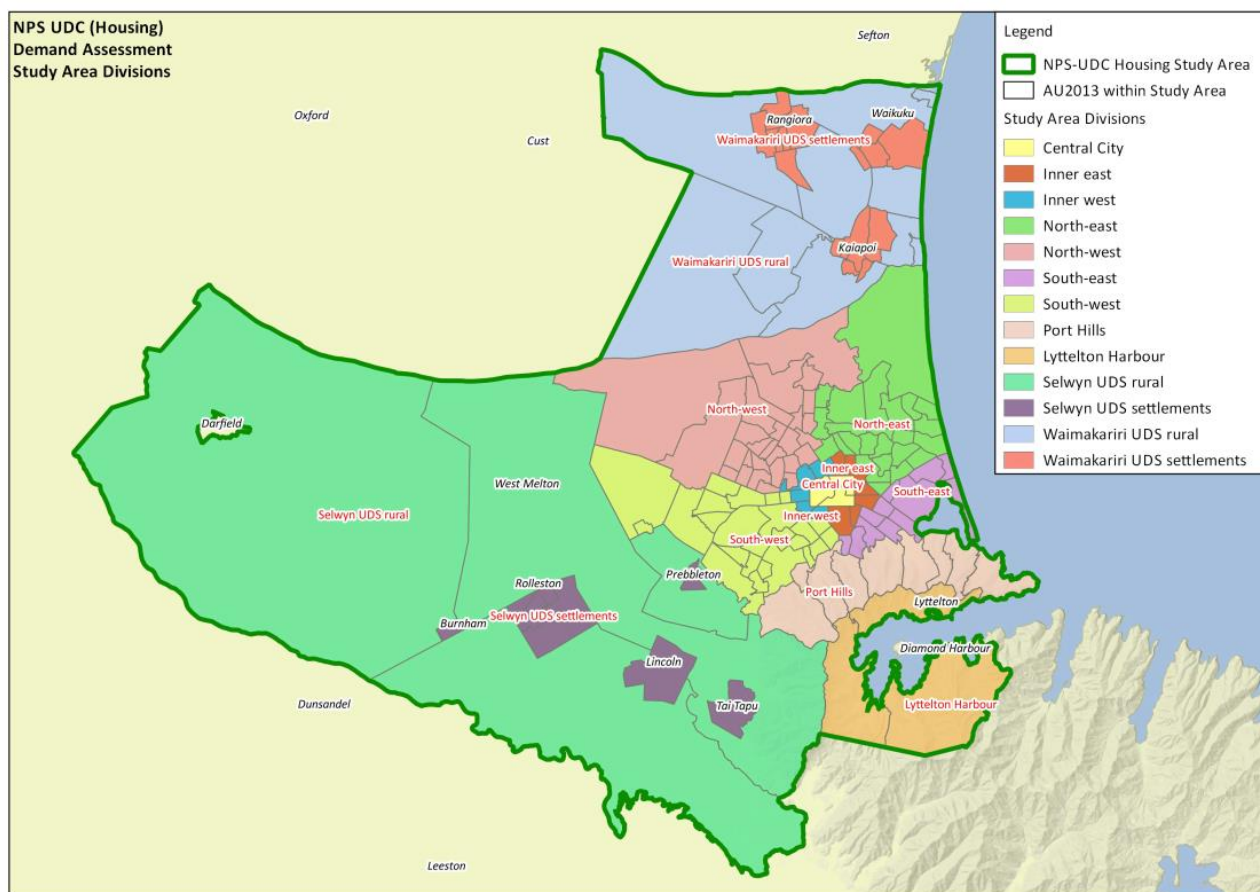 NPS UDC (Housing)
Demand Assessment
Study Area Divisions
Sefton
Oxford
Cust
Rangiora
Waikuku
Waimakariri UDS settlements
Kaiapoi
Waimakariri UDS rural
North-west
North-east
Darfield
West Melton
Inner east
Central City
South-east
Selwyn UDS rural
Inner west
South-west
Prebbleton
Rolleston
Selwyn UDS settlements
Burnham
Port Hills
Lyttelton
Diamond Harbour
Lincoln
Dunsandel
Tai Tapu
Lyttelton Harbour
Leeston
Legend
NPS-UDC Housing Study Area
AU2013 within Study Area
Study Area Divisions
Central City
Inner east
Inner west
North-east
North-west
South-east
South-west
Port Hills
Lyttelton Harbour
Selwyn UDS rural
Selwyn UDS settlements
Waimakariri UDS rural
Waimakariri UDS settlements